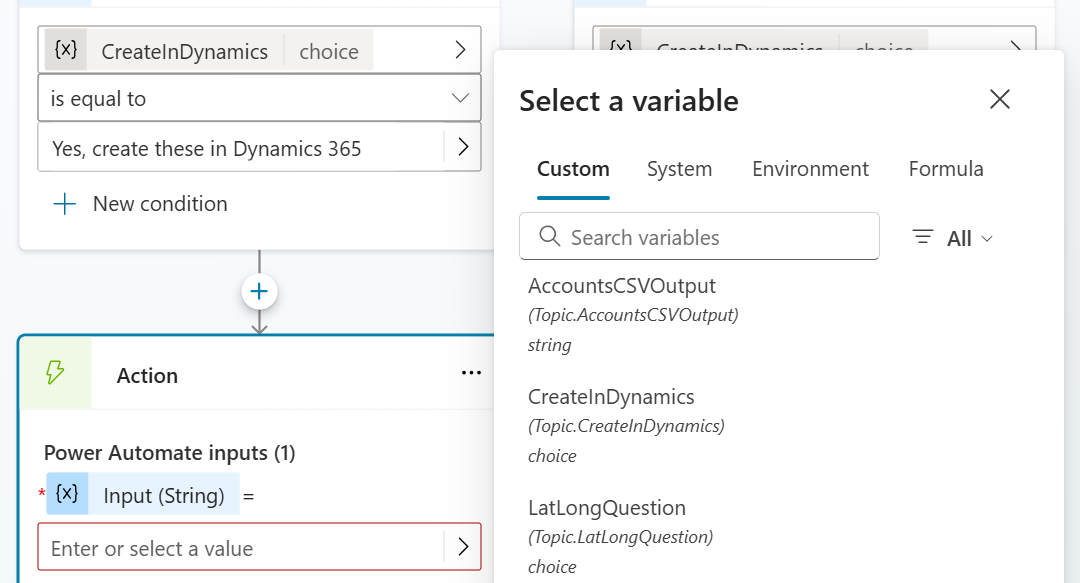 {x} CreateInDynamics choice
is equal to
Yes, create these in Dynamics 365
+ New condition
Action
Power Automate inputs (1)
* {x} Input (String) =
Enter or select a value
{x} CreateInDynamics choice
Select a variable
Custom System Environment Formula
Search variables All
AccountsCSVOutput
(Topic.AccountsCSVOutput)
string
CreateInDynamics
(Topic.CreateInDynamics)
choice
LatLongQuestion
(Topic.LatLongQuestion)
choice